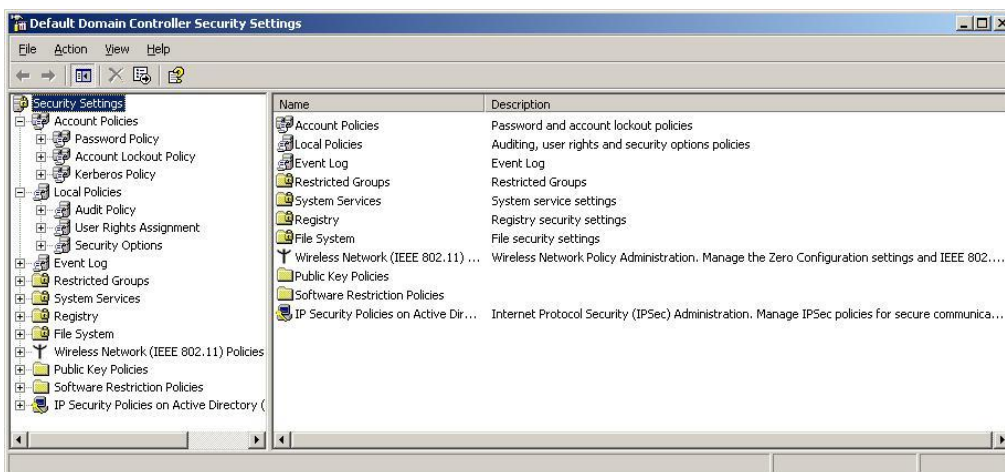 Default Domain Controller Security Settings
File Action View Help
Security Settings
Account Policies
Password Policy
Account Lockout Policy
Kerberos Policy
Local Policies
Audit Policy
User Rights Assignment
Security Options
Event Log
Restricted Groups
System Services
Registry
File System
Wireless Network (IEEE 802.11) Policies
Public Key Policies
Software Restriction Policies
IP Security Policies on Active Directory (
Name Description
Account Policies Password and account lockout policies
Local Policies Auditing, user rights and security options policies
Event Log Event Log
Restricted Groups Restricted Groups
System Services System service settings
Registry Registry security settings
File System File security settings
Wireless Network (IEEE 802.11) ... Wireless Network Policy Administration. Manage the Zero Configuration settings and IEEE 802....
Public Key Policies
Software Restriction Policies
IP Security Policies on Active Dir... Internet Protocol Security (IPSec) Administration. Manage IPSec policies for secure communica...